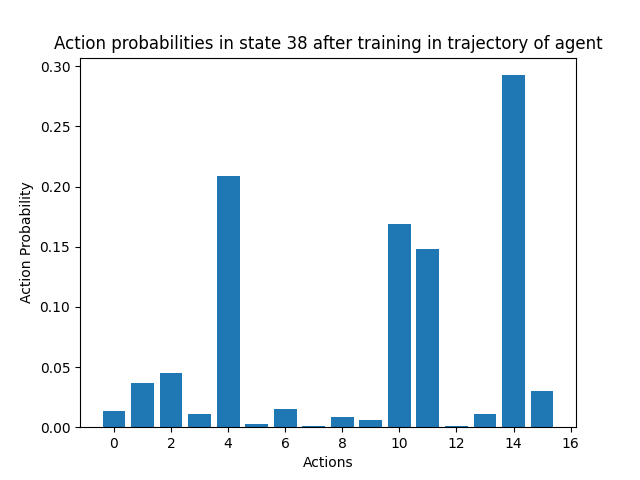 Action probabilities in state 38 after training in trajectory of agent
0.30
0.25
0.20
0.15
0.10
0.05
0.00
Action Probability
0 2 4 6 8 10 12 14 16
Actions